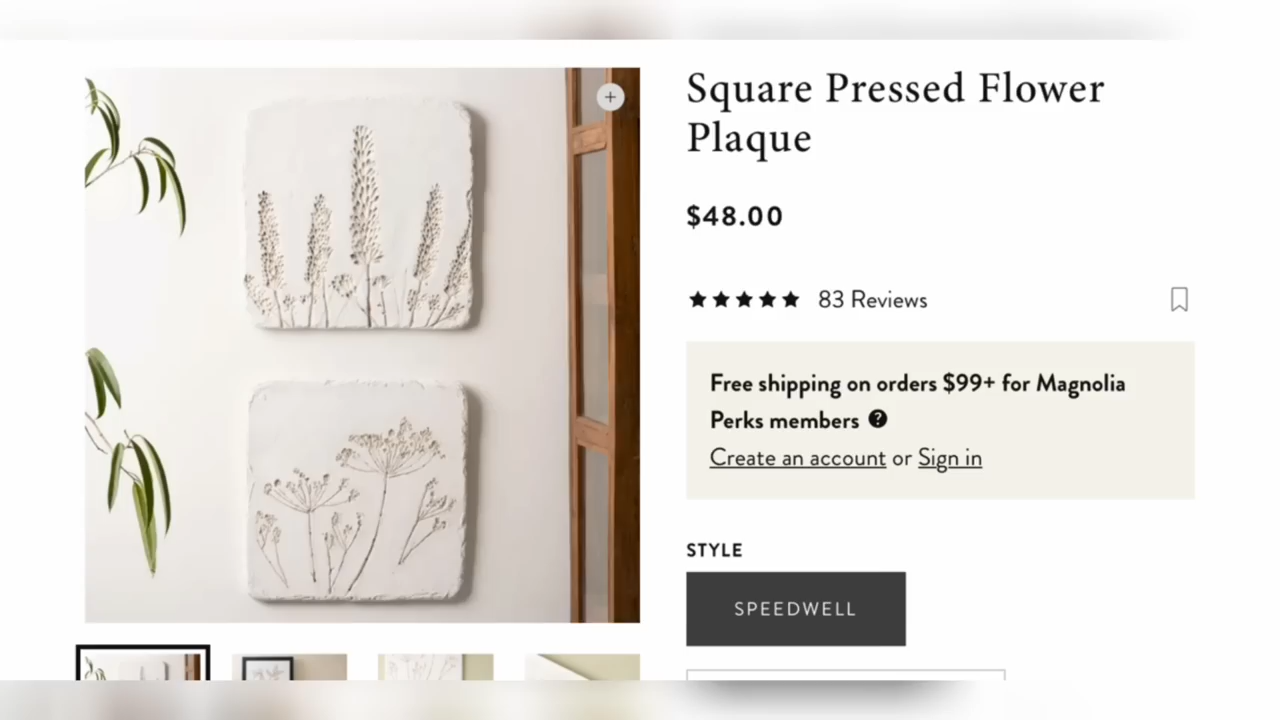 Square Pressed Flower
Plaque
$48.00
83 Reviews
Free shipping on orders $99+ for Magnolia
Perks members ?
Create an account or Sign in
STYLE
SPEEDWELL